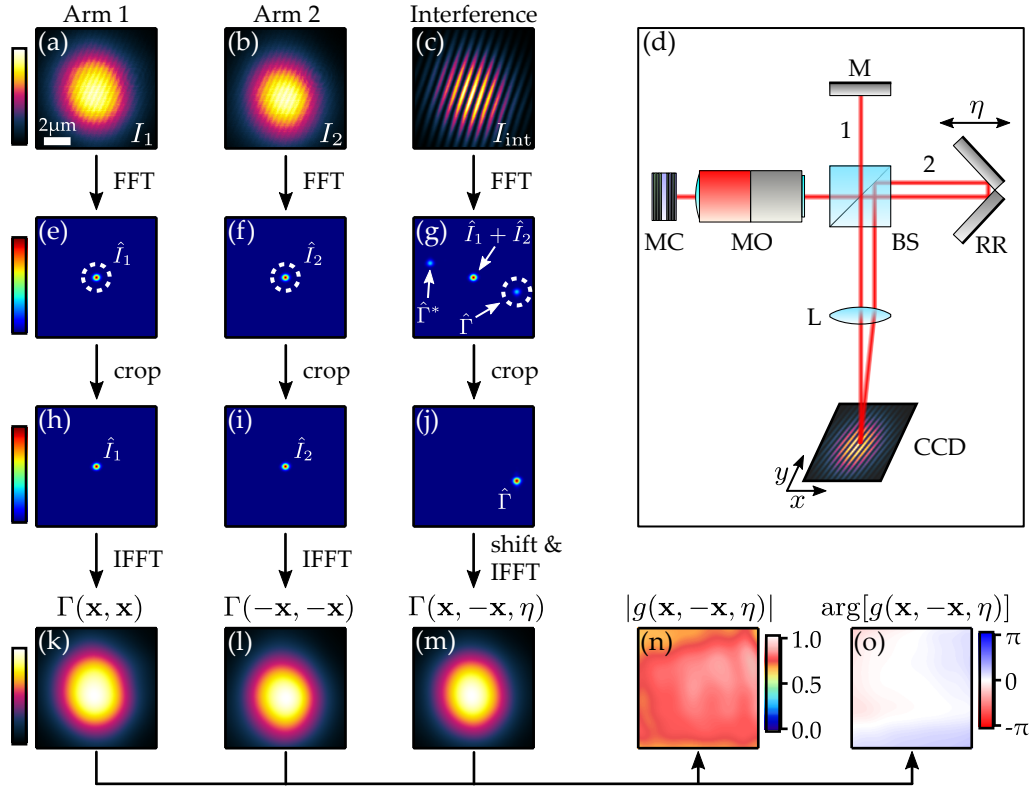 Arm 1 Arm 2 Interference
(a) (b) (c) (d)
2μm I₁ I₂ I_int
FFT FFT FFT
(e) (f) (g)
Î₁ Î₂ Î₁ + Î₂
Γ̂* Γ̂
crop crop crop
(h) (i) (j)
Î₁ Î₂ Γ̂
IFFT IFFT shift &
IFFT
Γ(x, x) Γ(−x, −x) Γ(x, −x, η) |g(x, −x, η)| arg[g(x, −x, η)]
(k) (l) (m) (n) (o)
1.0
0.5
0.0
π
0
-π
M
η
1
2
MC MO BS RR
L
CCD
y
x